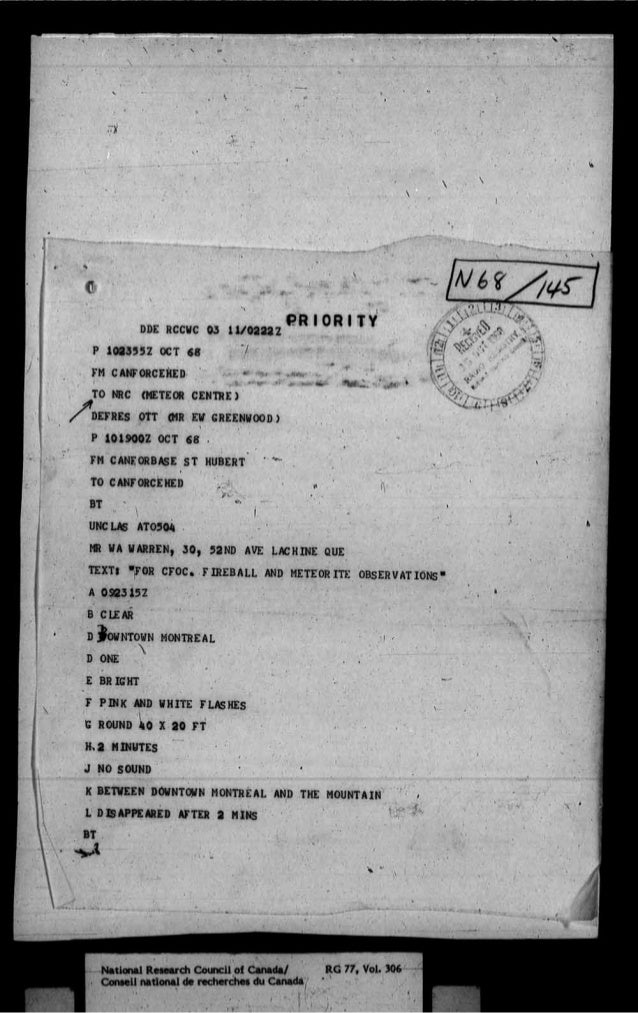 N68/145
PRIORITY
DDE RCCWC 03 11/0222Z
P 102355Z OCT 68
FM CANFORCEHED
TO NRC (METEOR CENTRE)
DEFRES OTT (MR EW GREENWOOD)
P 101900Z OCT 68
FM CANFORBASE ST HUBERT
TO CANFORCEHED
BT
UNCLAS ATO504
MR WA WARREN, 30, 52ND AVE LACHINE QUE
TEXT: "FOR CFOC. FIREBALL AND METEORITE OBSERVATIONS"
A 092315Z
B CLEAR
D DOWNTOWN MONTREAL
D ONE
E BRIGHT
F PINK AND WHITE FLASHES
G ROUND 40 X 20 FT
H.2 MINUTES
J NO SOUND
K BETWEEN DOWNTOWN MONTREAL AND THE MOUNTAIN
L DISAPPEARED AFTER 2 MINS
BT
RECEIVED
National Research Council of Canada/ RG 77, Vol. 306
Conseil national de recherches du Canada